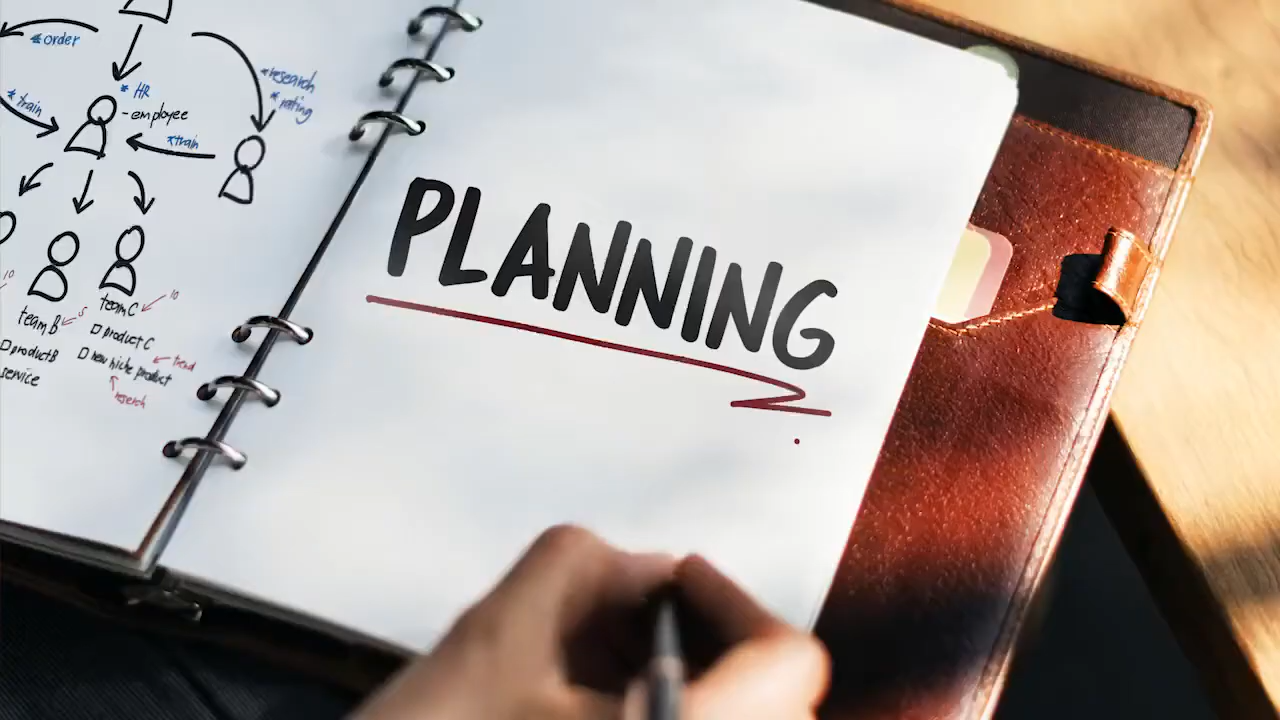 * order
* research
* rating
* HR
- employee
* train
* train
10
10
team B
5
team C
product C
new niche product
trend
product B
service
research
PLANNING